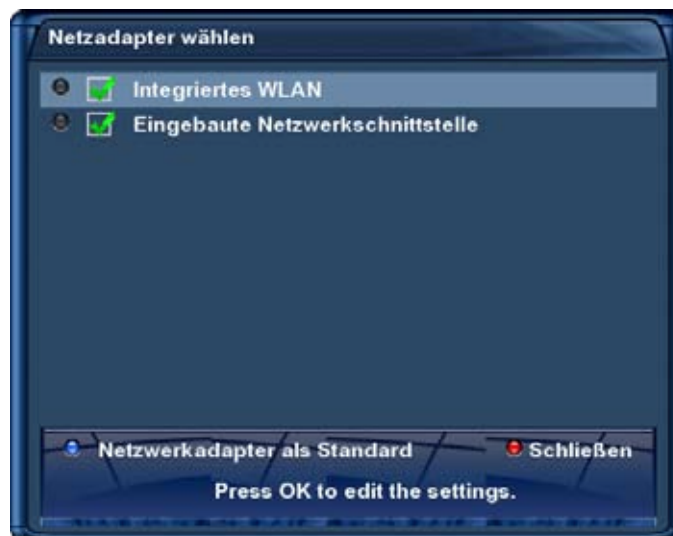 Netzadapter wählen
Integriertes WLAN
Eingebaute Netzwerkschnittstelle
Netzwerkadapter als Standard Schließen
Press OK to edit the settings.